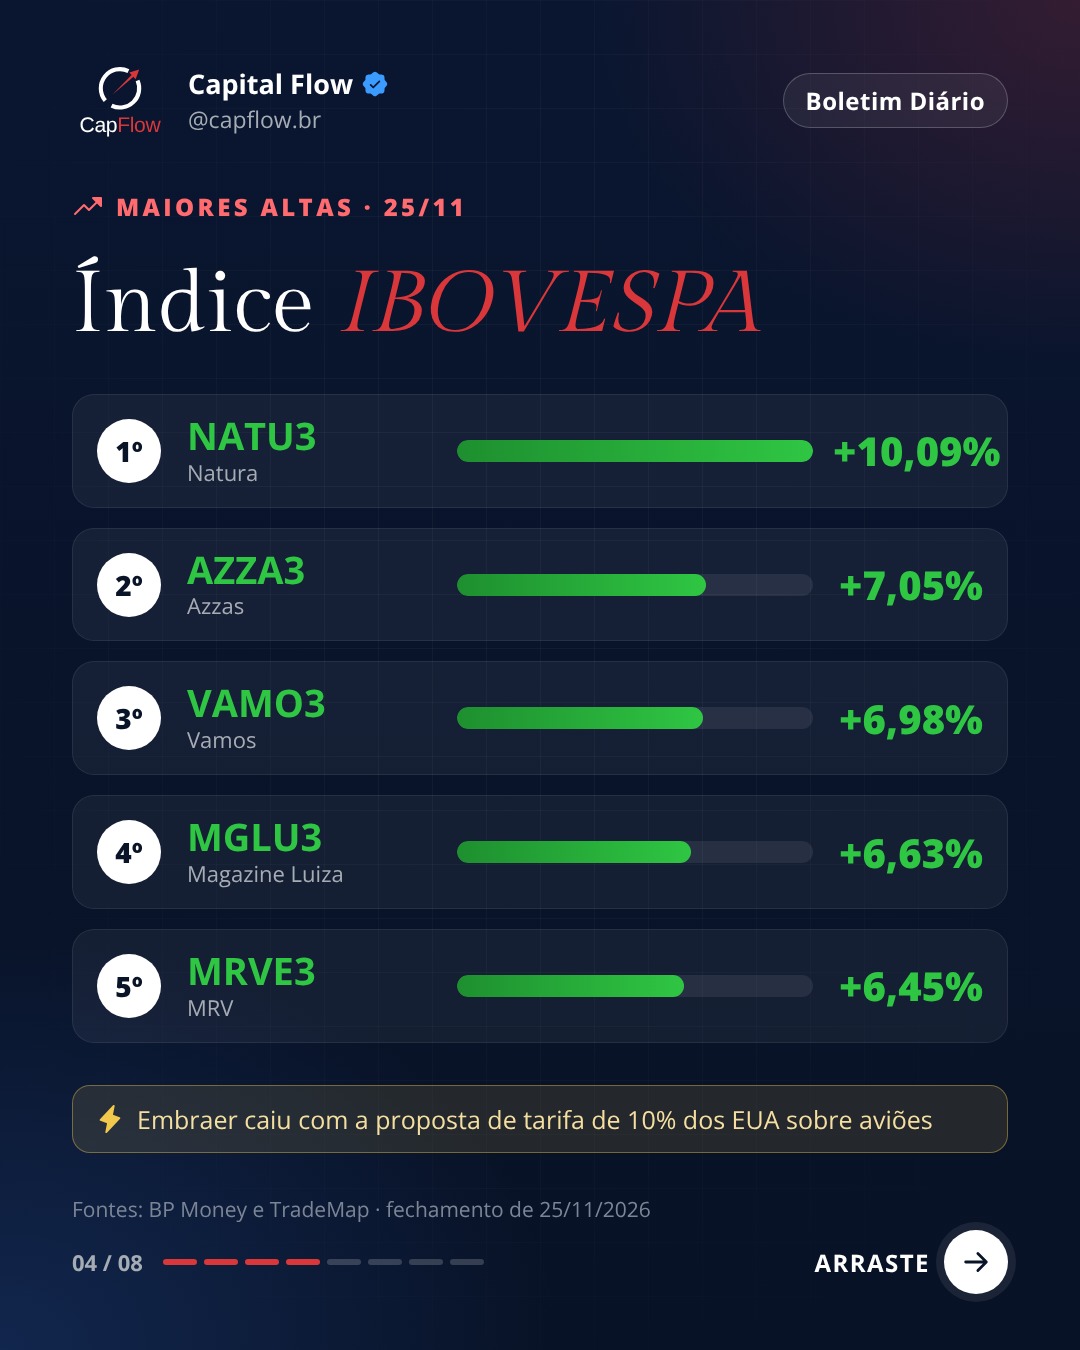 CapFlow
Capital Flow
@capflow.br
Boletim Diário
MAIORES ALTAS · 25/11
Índice IBOVESPA
1º
NATU3
Natura
+10,09%
2º
AZZA3
Azzas
+7,05%
3º
VAMO3
Vamos
+6,98%
4º
MGLU3
Magazine Luiza
+6,63%
5º
MRVE3
MRV
+6,45%
Embraer caiu com a proposta de tarifa de 10% dos EUA sobre aviões
Fontes: BP Money e TradeMap · fechamento de 25/11/2026
04 / 08
ARRASTE